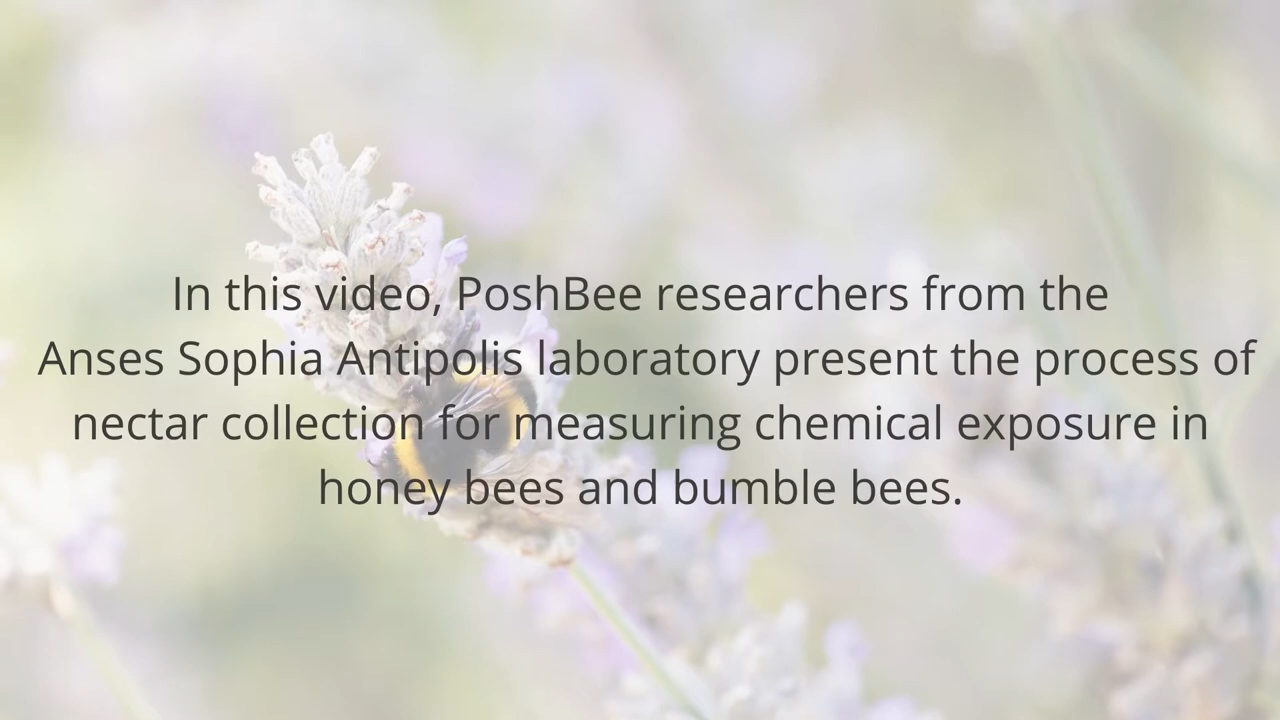 In this video, PoshBee researchers from the
Anses Sophia Antipolis laboratory present the process of
nectar collection for measuring chemical exposure in
honey bees and bumble bees.